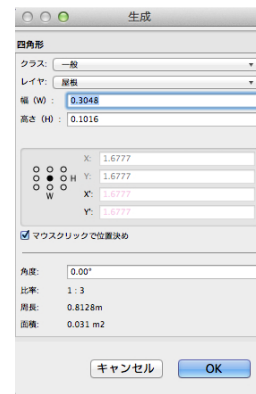 生成
四角形
クラス: 一般
レイヤ: 屋根
幅 (W) : 0.3048
高さ (H) : 0.1016
X: 1.6777
H Y: 1.6777
W X': 1.6777
Y': 1.6777
マウスクリックで位置決め
角度: 0.00°
比率: 1 : 3
周長: 0.8128m
面積: 0.031 m2
キャンセル OK